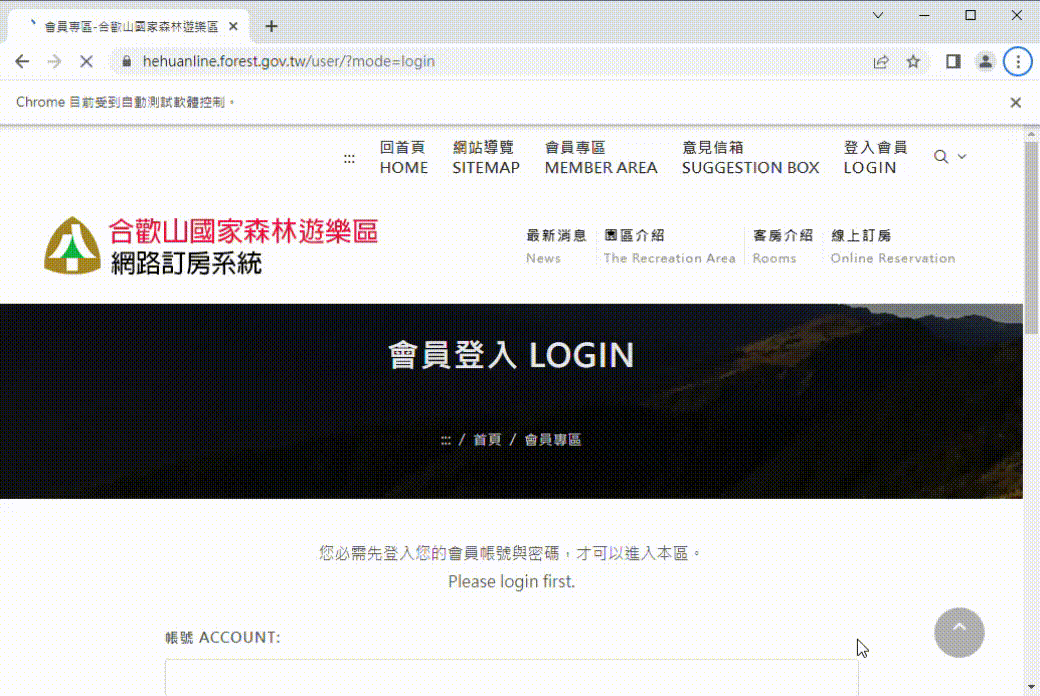 會員專區-合歡山國家森林遊樂區
hehuanline.forest.gov.tw/user/?mode=login
Chrome 目前受到自動測試軟體控制。
::: 回首頁 網站導覽 會員專區 意見信箱 登入會員
HOME SITEMAP MEMBER AREA SUGGESTION BOX LOGIN
合歡山國家森林遊樂區
網路訂房系統
最新消息 園區介紹 客房介紹 線上訂房
News The Recreation Area Rooms Online Reservation
會員登入 LOGIN
::: / 首頁 / 會員專區
您必需先登入您的會員帳號與密碼，才可以進入本區。
Please login first.
帳號 ACCOUNT: